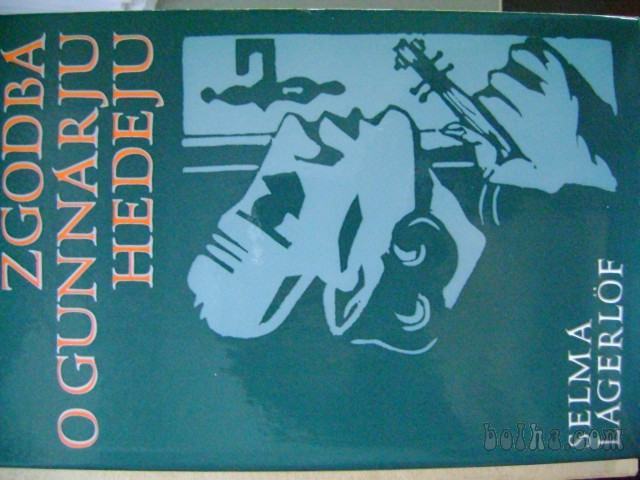 ZGODBA
O GUNNARJU
HEDEJU
SELMA
LAGERLÖF
bolha.com